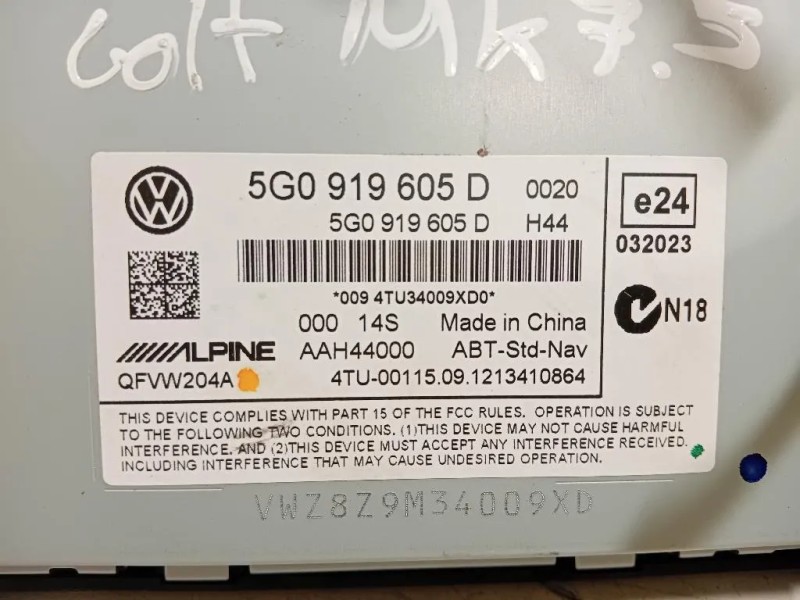 Golf Mk 7.5
5G0 919 605 D 0020
5G0 919 605 D H44
*009 4TU34009XD0*
000 14S Made in China
ALPINE AAH44000 ABT-Std-Nav
QFVW204A 4TU-00115.09.1213410864
e24
032023
N18
THIS DEVICE COMPLIES WITH PART 15 OF THE FCC RULES. OPERATION IS SUBJECT
TO THE FOLLOWING TWO CONDITIONS. (1)THIS DEVICE MAY NOT CAUSE HARMFUL
INTERFERENCE. AND (2)THIS DEVICE MUST ACCEPT ANY INTERFERENCE RECEIVED.
INCLUDING INTERFERENCE THAT MAY CAUSE UNDESIRED OPERATION.
VWZ8Z9M34009XD